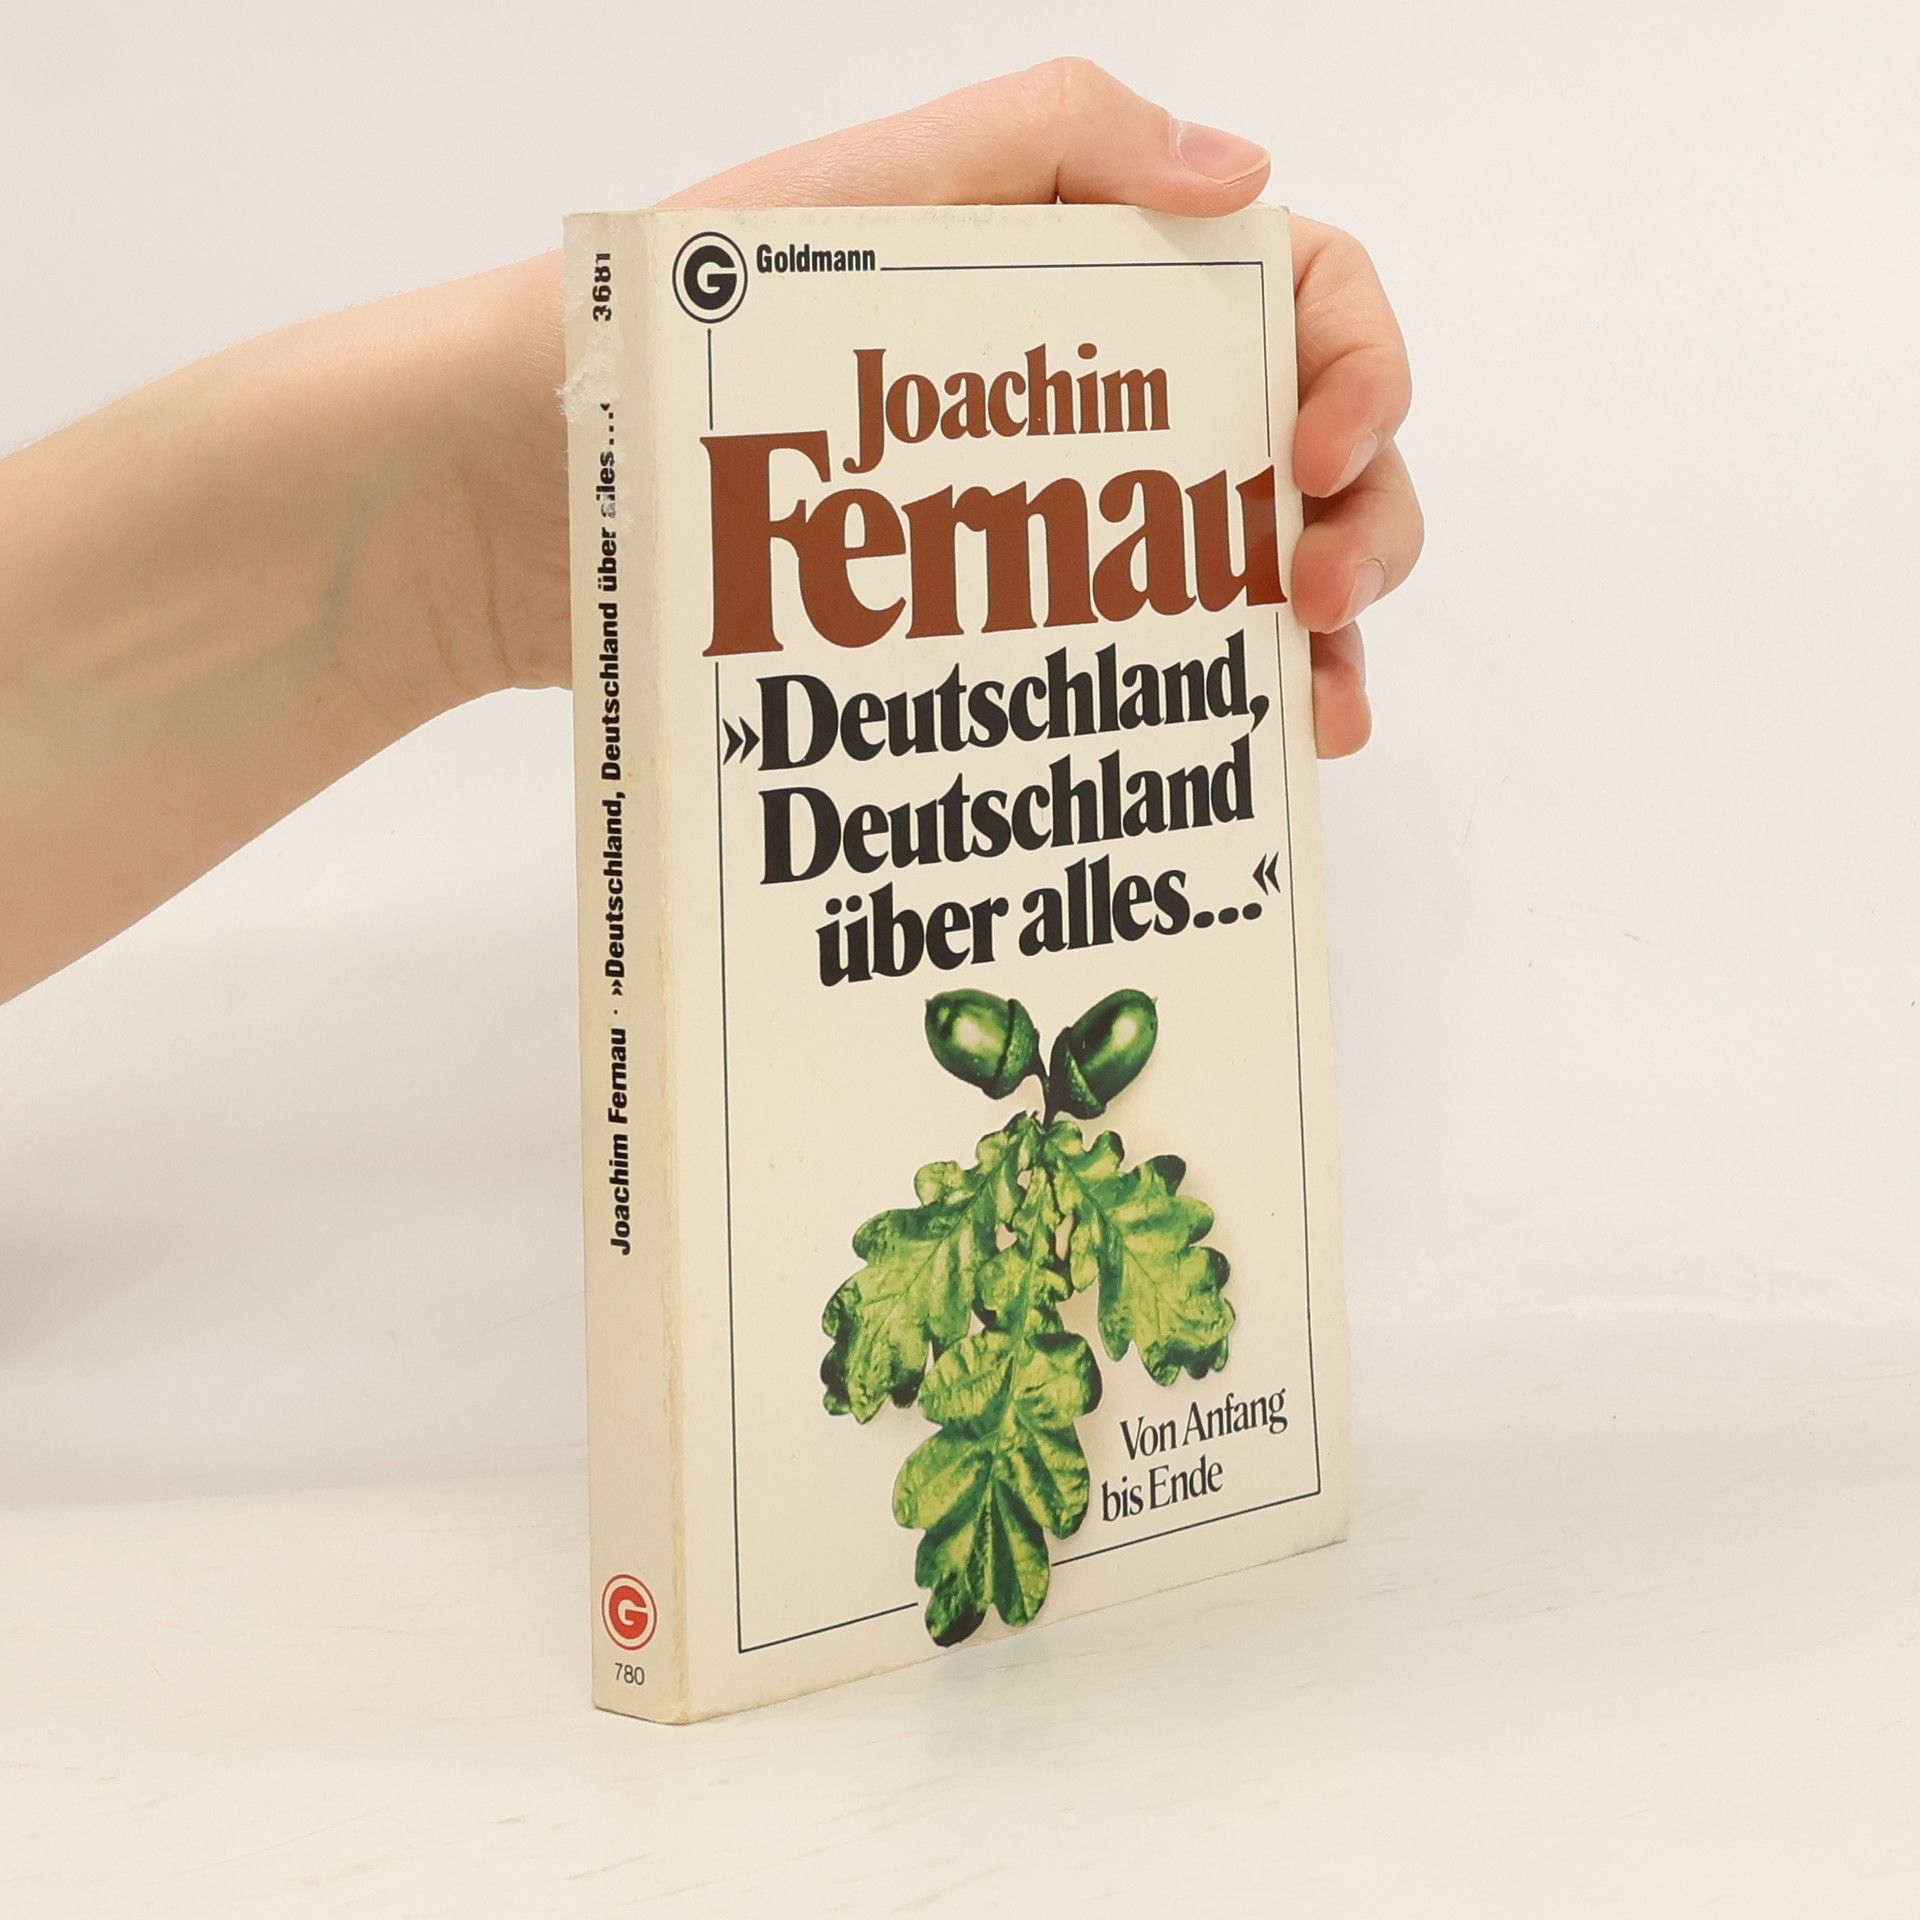 Goldmann
Joachim
Fernau
»Deutschland,
Deutschland
über alles...«
Von Anfang
bis Ende
Joachim Fernau · »Deutschland, Deutschland über alles...« 3681
G
780